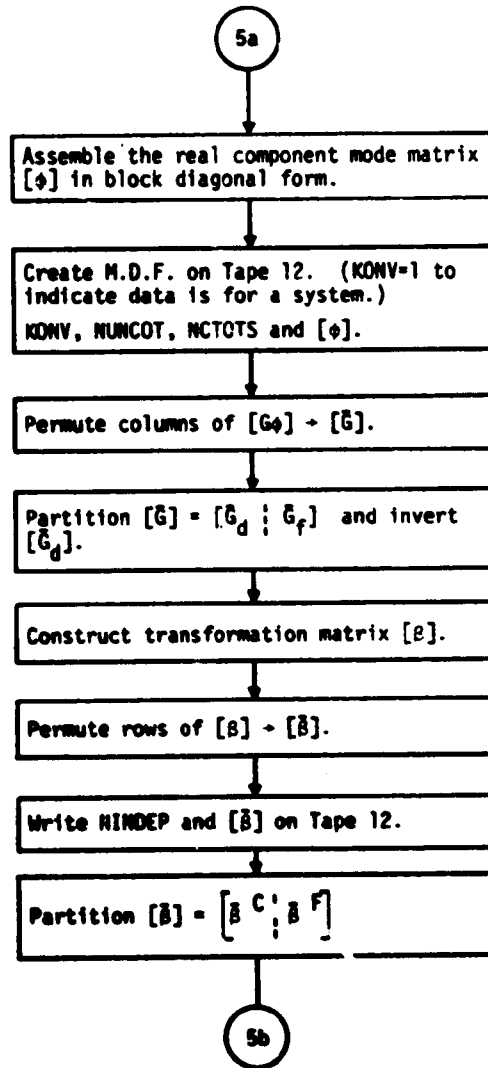 5a
Assemble the real component mode matrix
[ϕ] in block diagonal form.
Create M.D.F. on Tape 12. (KONV=1 to
indicate data is for a system.)
KONV, NUNCOT, NCTOTS and [ϕ].
Permute columns of [Gϕ] → [Ḡ].
Partition [Ḡ] = [Ḡd ¦ Ḡf] and invert
[Ḡd].
Construct transformation matrix [β].
Permute rows of [β] → [β̄].
Write NINDEP and [β̄] on Tape 12.
Partition [β̄] = [β̄ C ¦ β̄ F]
5b